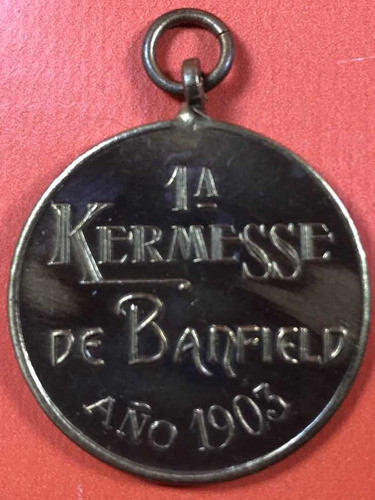 1A
KERMESSE
DE BANFIELD
AÑO 1903